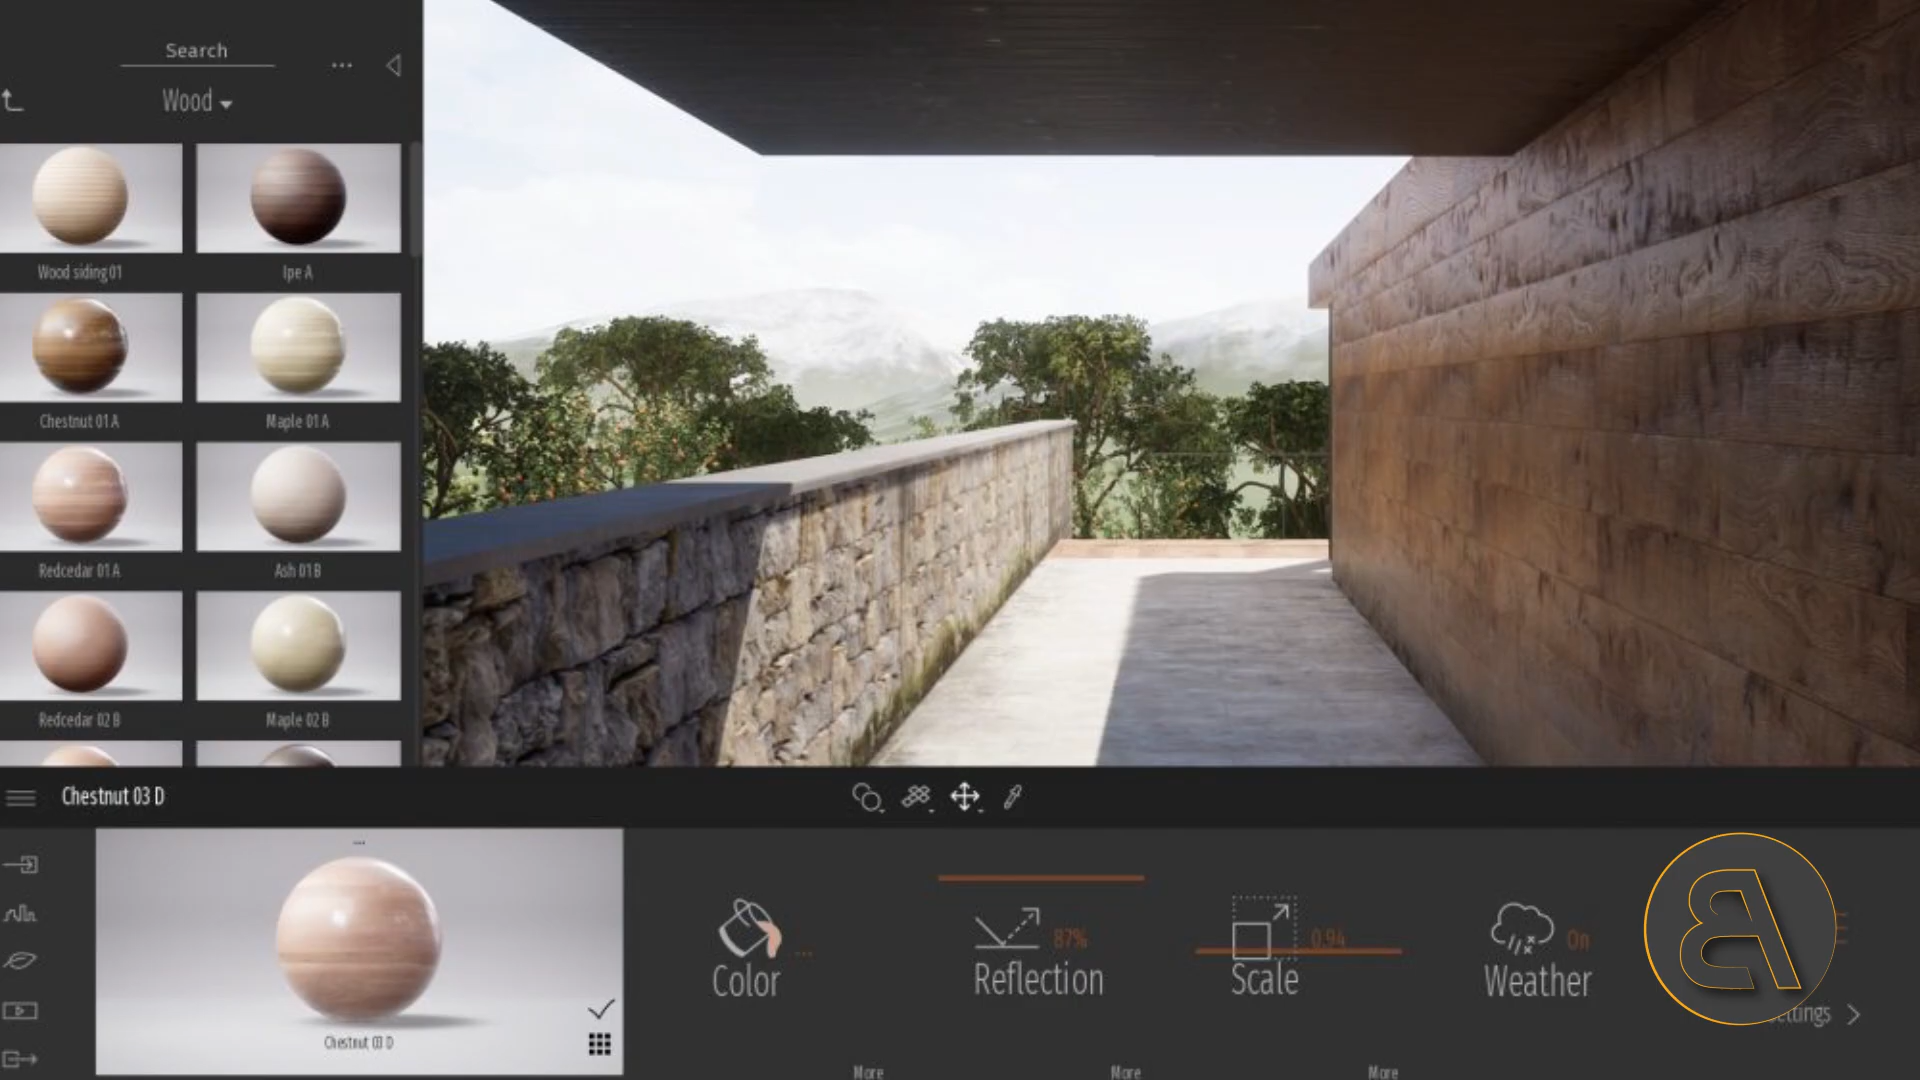 Search
...
Wood
Wood siding 01
Ipe A
Chestnut 01 A
Maple 01 A
Redcedar 01 A
Ash 01 B
Redcedar 02 B
Maple 02 B
Chestnut 03 D
Chestnut 03 D
Color
...
87%
Reflection
0.94
Scale
On
Weather
ettings
More
More
More